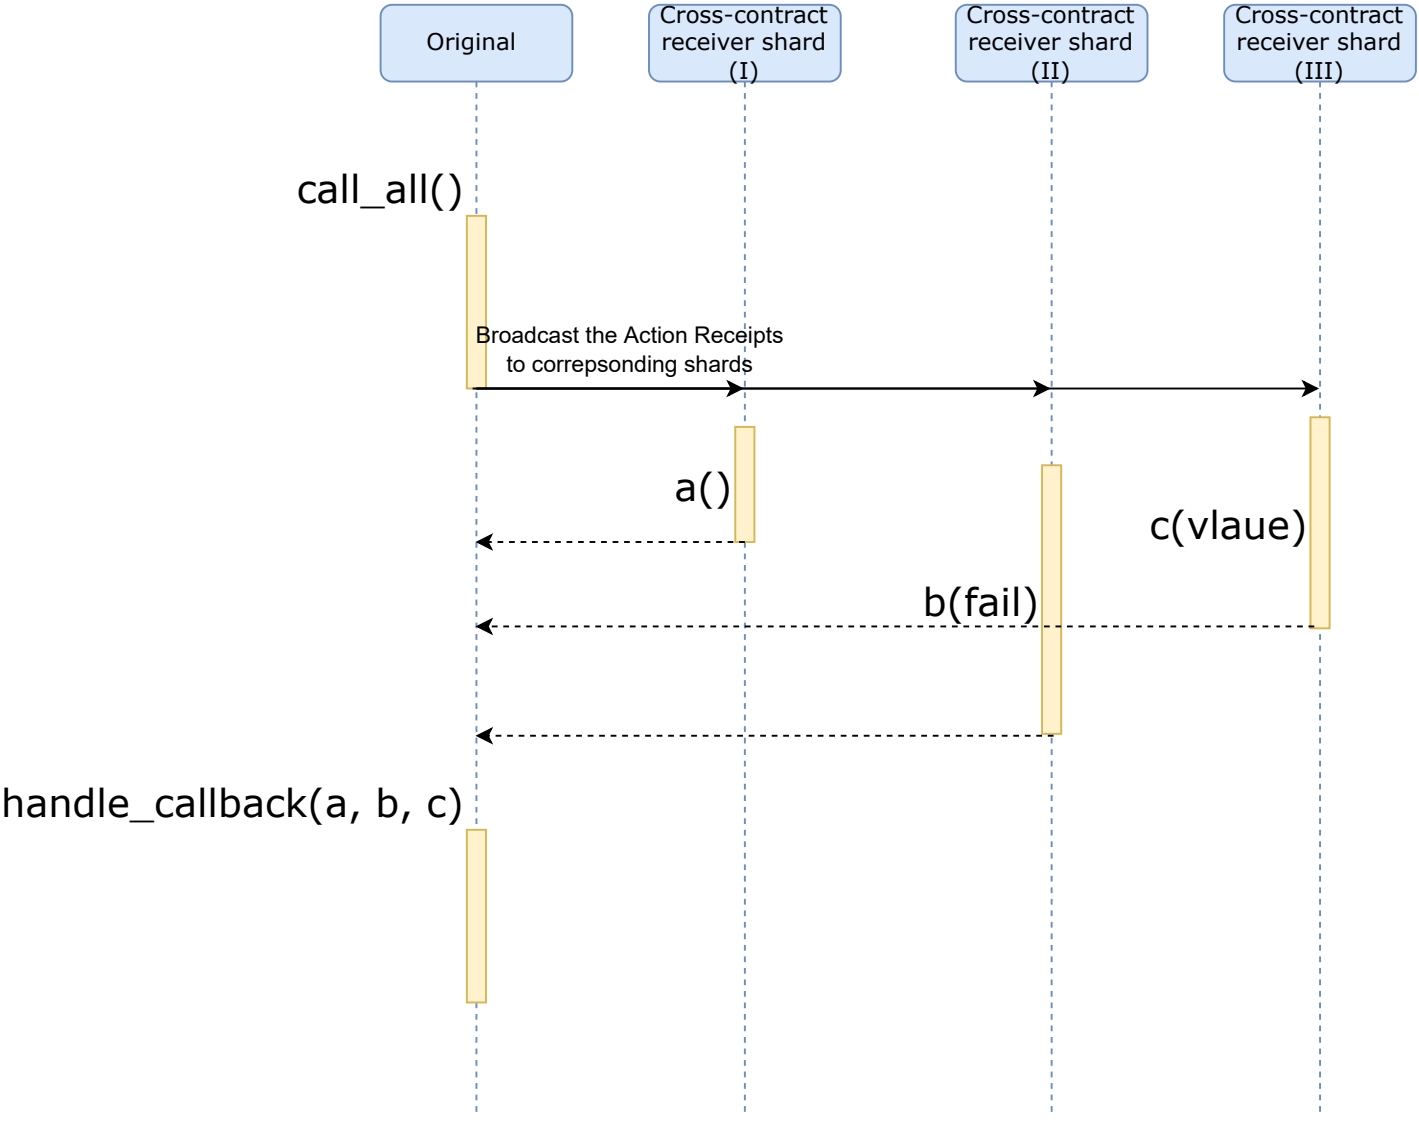 Original
Cross-contract
receiver shard
(I)
Cross-contract
receiver shard
(II)
Cross-contract
receiver shard
(III)
call_all()
Broadcast the Action Receipts
to correpsonding shards
a()
c(vlaue)
b(fail)
handle_callback(a, b, c)